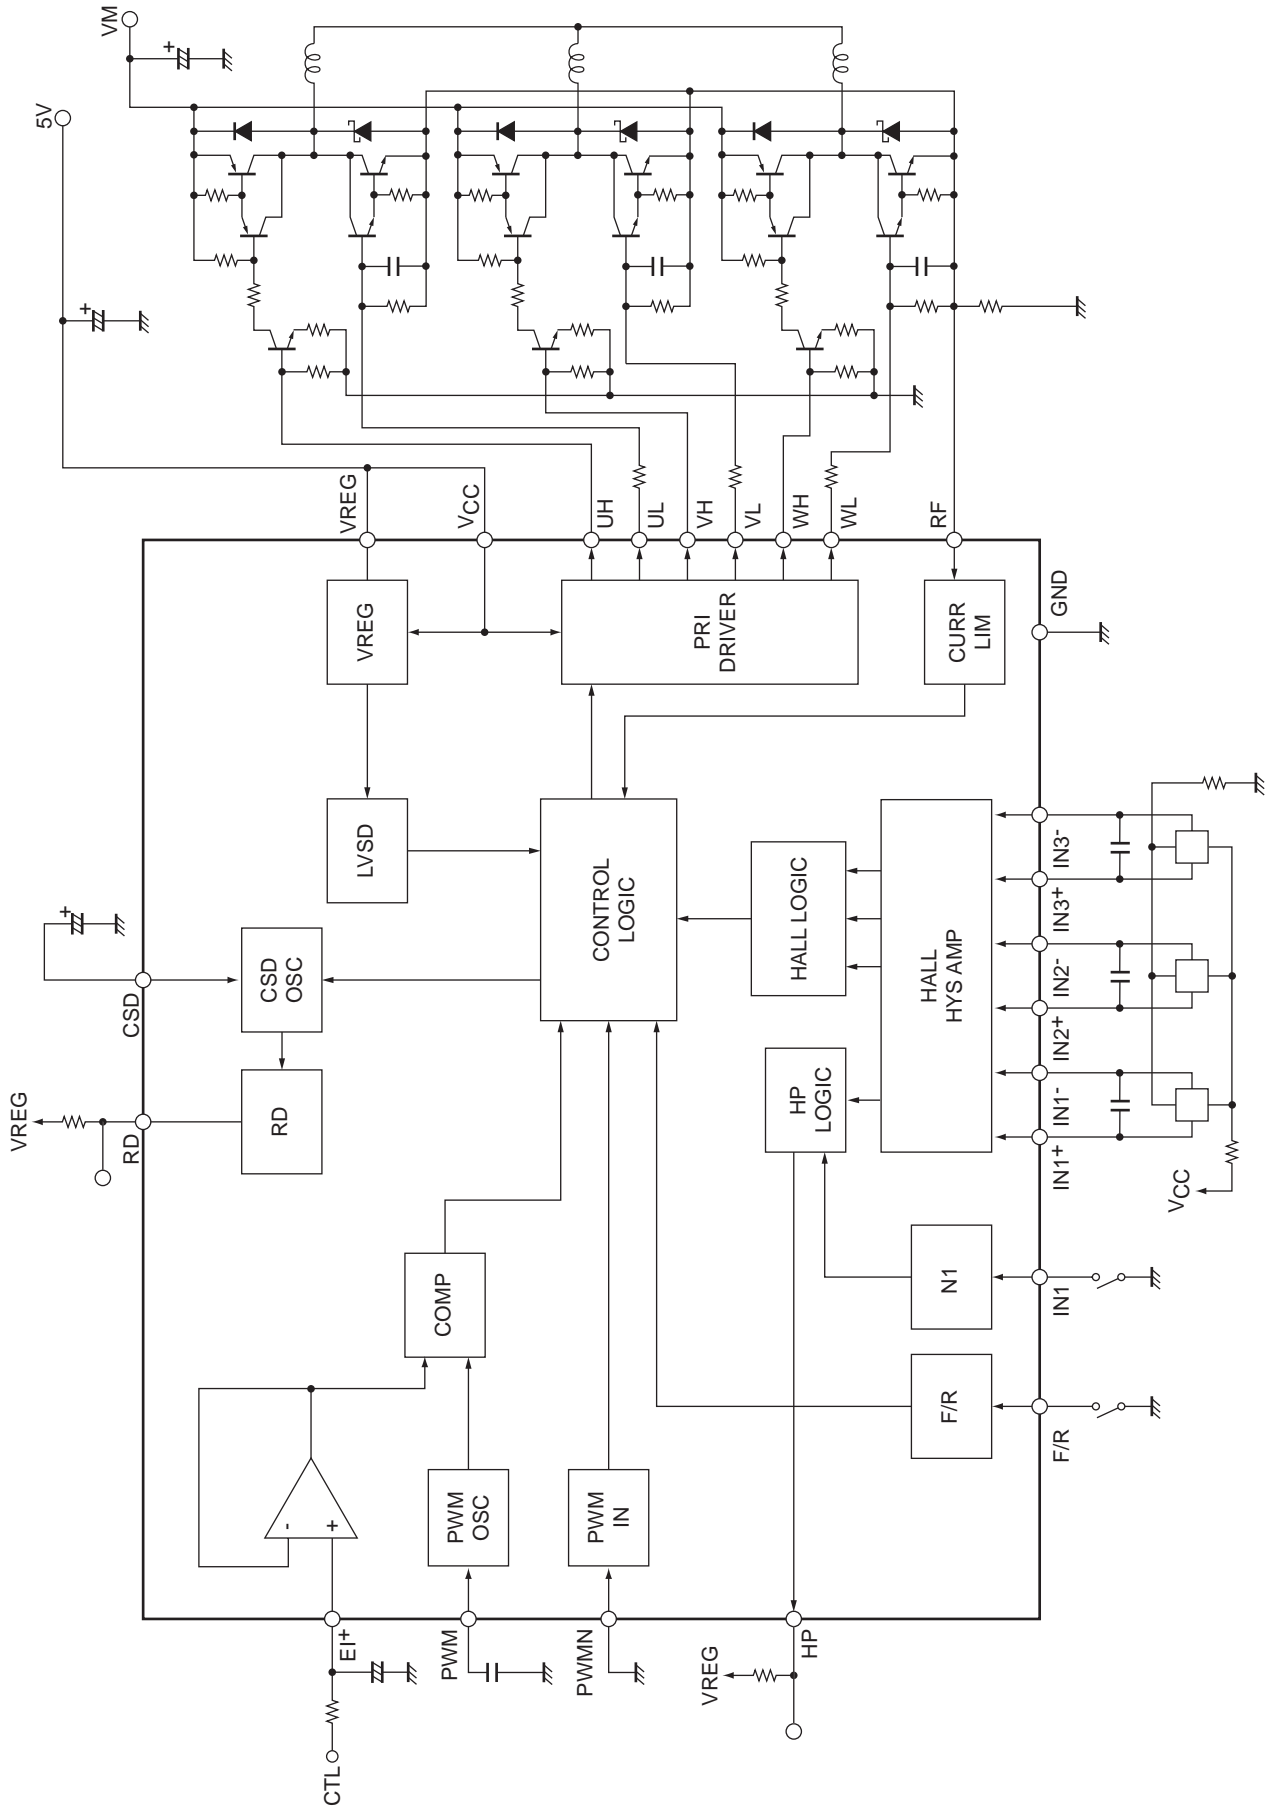 VM
5V
VREG
VCC
UH
UL
VH
VL
WH
WL
RF
GND
VREG
PRI
DRIVER
CURR
LIM
LVSD
CONTROL
LOGIC
HALL LOGIC
HALL
HYS AMP
HP
LOGIC
CSD
OSC
RD
CSD
RD
VREG
COMP
N1
F/R
PWM
OSC
PWM
IN
-
+
+
+
+
IN3-
IN3+
IN2-
IN2+
IN1-
IN1+
VCC
IN1
F/R
EI+
PWM
PWMN
HP
VREG
CTL